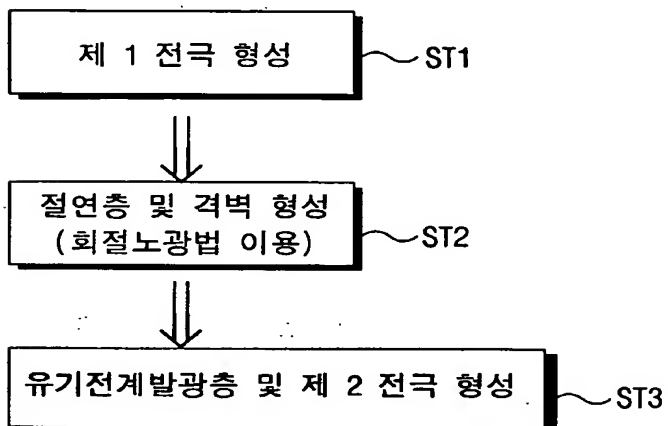 제 1 전극 형성
ST1
절연층 및 격벽 형성
(회절노광법 이용)
ST2
유기전계발광층 및 제 2 전극 형성
ST3